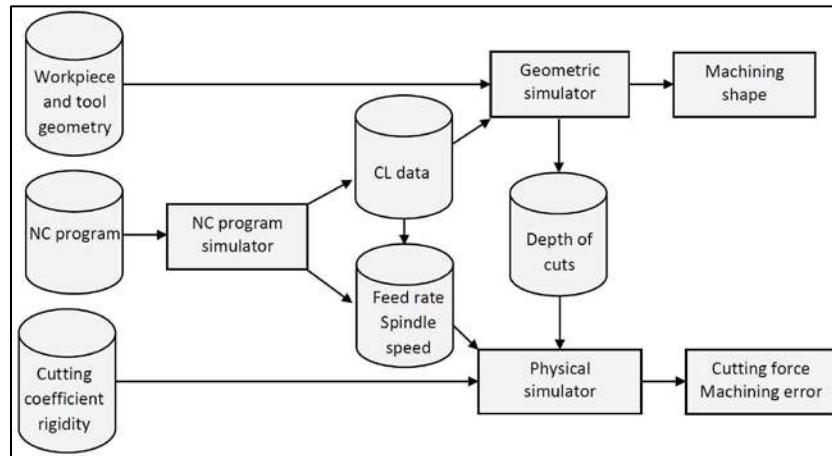 Workpiece
and tool
geometry
Geometric
simulator
Machining
shape
CL data
NC program
NC program
simulator
Depth of
cuts
Feed rate
Spindle
speed
Cutting
coefficient
rigidity
Physical
simulator
Cutting force
Machining error